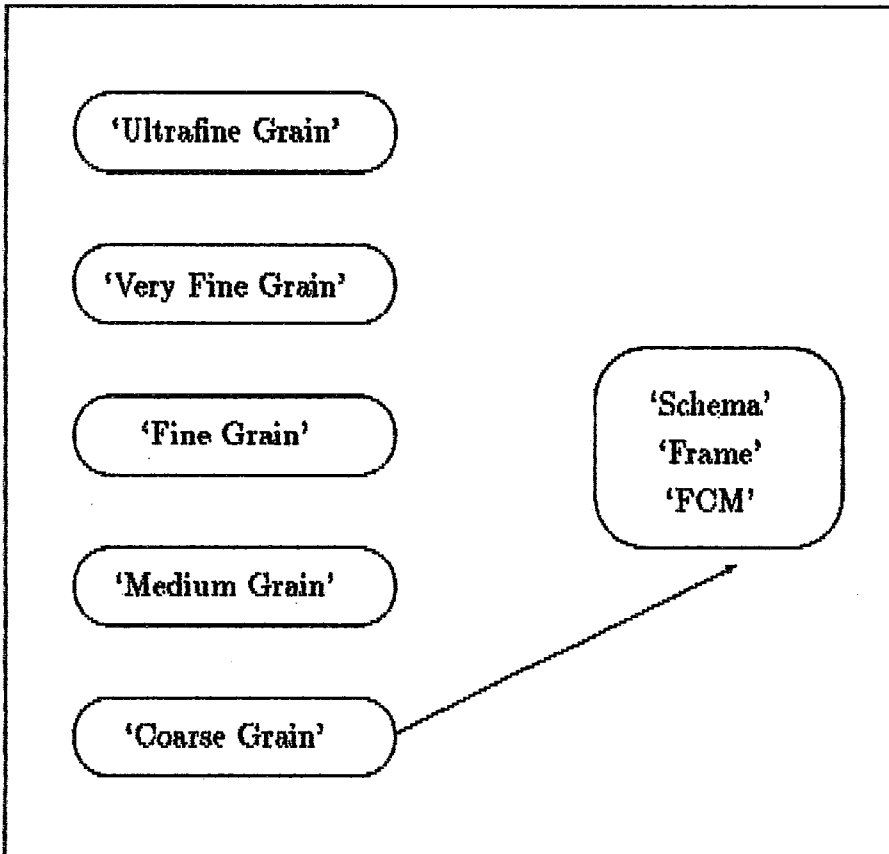 ‘Ultrafine Grain’
‘Very Fine Grain’
‘Fine Grain’
‘Medium Grain’
‘Coarse Grain’
‘Schema’
‘Frame’
‘FCM’